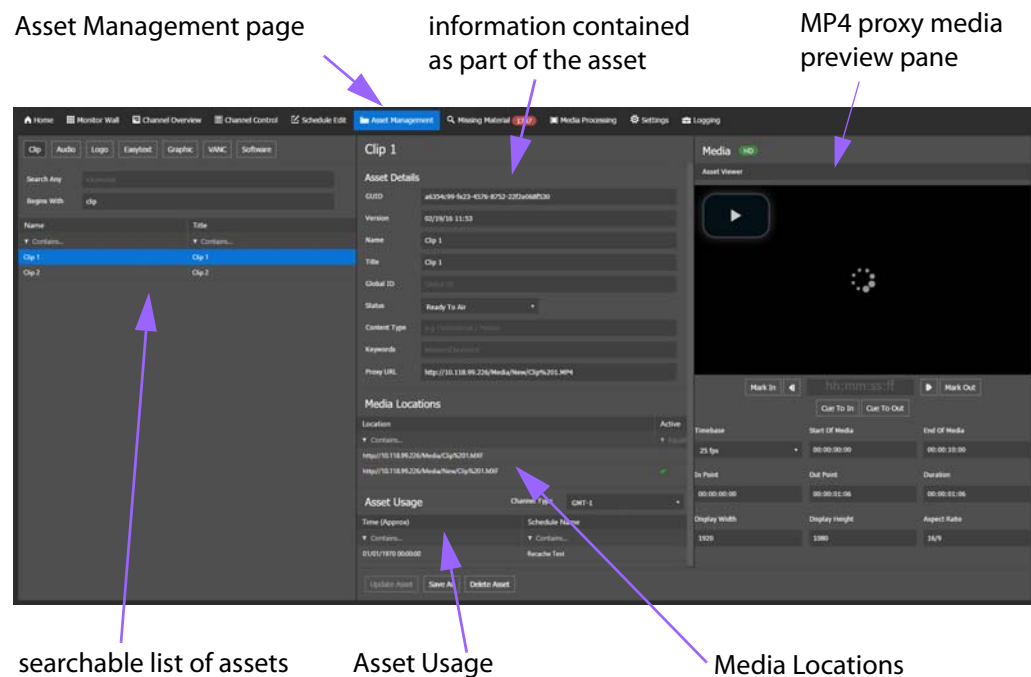 Asset Management page
information contained
as part of the asset
MP4 proxy media
preview pane
Home Monitor Wall Channel Overview Channel Control Schedule Edit Asset Management Missing Material Media Processing Settings Logging
Clip Audio Logo Easytext Graphic VANC Software
Search Any
Begins With clip
Name Title
Contains... Contains...
Clip 1 Clip 1
Clip 2 Clip 2
Clip 1
Asset Details
GUID
Version 02/19/16 11:53
Name Clip 1
Title Clip 1
Global ID
Status Ready To Air
Content Type
Keywords
Proxy URL http://10.118.99.226/Media/New/Clip%201.MP4
Media Locations
Location Active
Contains...
http://10.118.99.226/Media/Clip%201.MXF
http://10.118.99.226/Media/New/Clip%201.MXF
Asset Usage Channel Type GMT-1
Time (Approx) Schedule Name
Contains... Contains...
01/01/1970 00:00:00 Recache Test
Update Asset Save As Delete Asset
Media HD
Asset Viewer
Mark In hh:mm:ss:ff Mark Out
Cue To In Cue To Out
Timebase Start Of Media End Of Media
25 fps 00:00:00:00 00:00:10:00
In Point Out Point Duration
00:00:00:00 00:00:01:06 00:00:01:06
Display Width Display Height Aspect Ratio
1920 1080 16/9
searchable list of assets
Asset Usage
Media Locations